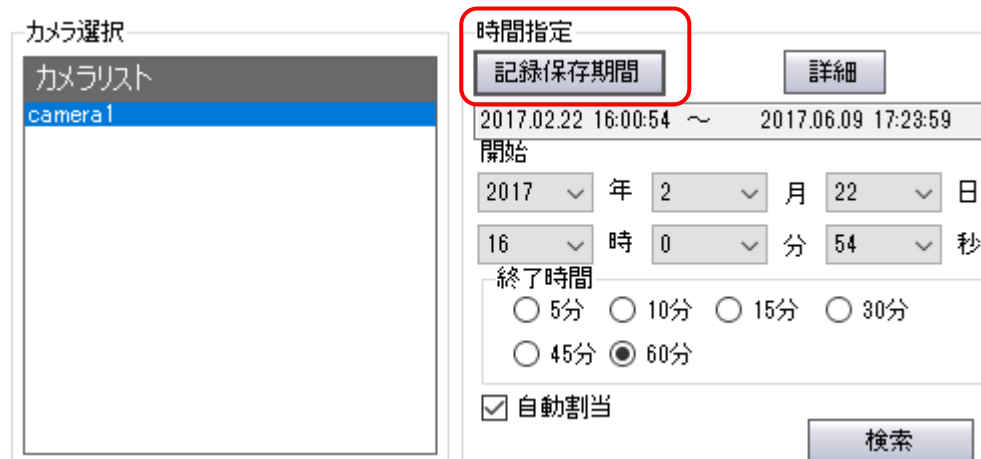 カメラ選択
カメラリスト
camera1
時間指定
記録保存期間 詳細
2017.02.22 16:00:54 ～ 2017.06.09 17:23:59
開始
2017 年 2 月 22 日
16 時 0 分 54 秒
終了時間
5分 10分 15分 30分
45分 60分
自動割当
検索